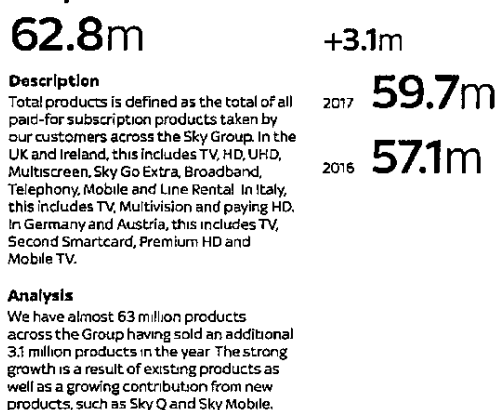 62.8m
+3.1m
Description
Total products is defined as the total of all
paid-for subscription products taken by
our customers across the Sky Group. In the
UK and Ireland, this includes TV, HD, UHD,
Multiscreen, Sky Go Extra, Broadband,
Telephony, Mobile and Line Rental In Italy,
this includes TV, Multivision and paying HD.
In Germany and Austria, this includes TV,
Second Smartcard, Premium HD and
Mobile TV.
2017 59.7m
2016 57.1m
Analysis
We have almost 63 million products
across the Group having sold an additional
3.1 million products in the year The strong
growth is a result of existing products as
well as a growing contribution from new
products, such as Sky Q and Sky Mobile.